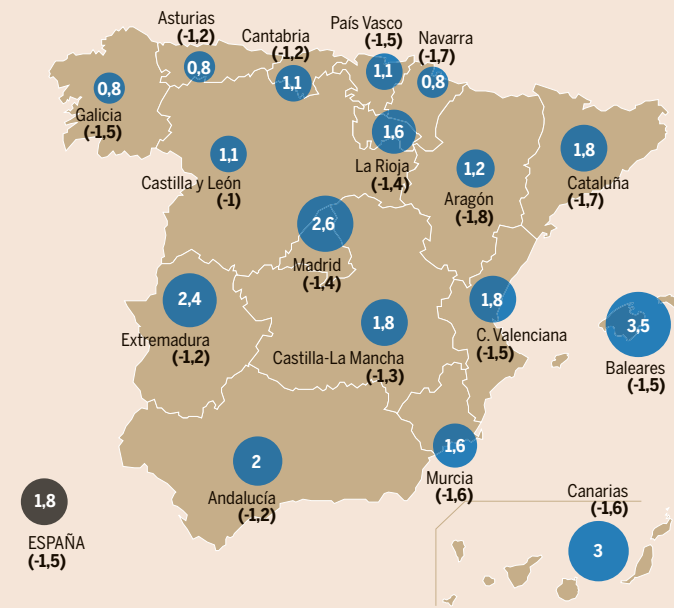 Asturias
(-1,2)
0,8
Cantabria
(-1,2)
1,1
País Vasco
(-1,5)
1,1
Navarra
(-1,7)
0,8
0,8
Galicia
(-1,5)
1,6
La Rioja
(-1,4)
1,1
Castilla y León
(-1)
1,2
Aragón
(-1,8)
1,8
Cataluña
(-1,7)
2,6
Madrid
(-1,4)
2,4
Extremadura
(-1,2)
1,8
Castilla-La Mancha
(-1,3)
1,8
C. Valenciana
(-1,5)
3,5
Baleares
(-1,5)
2
Andalucía
(-1,2)
1,6
Murcia
(-1,6)
Canarias
(-1,6)
3
1,8
ESPAÑA
(-1,5)